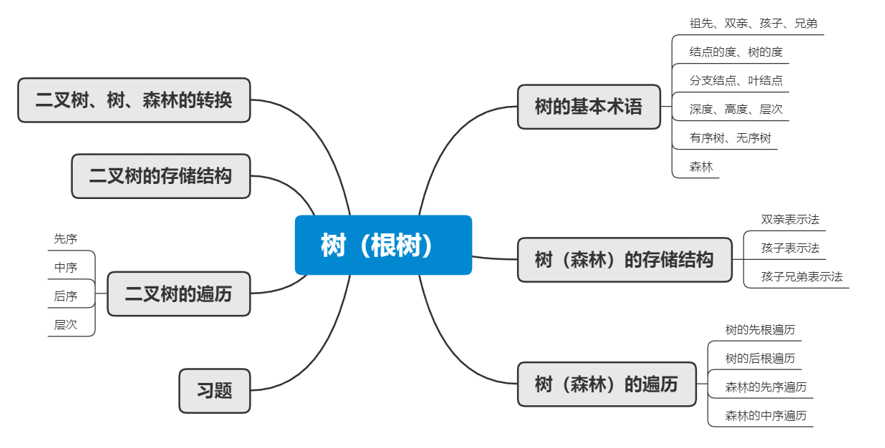 树（根树）
树的基本术语
祖先、双亲、孩子、兄弟
结点的度、树的度
分支结点、叶结点
深度、高度、层次
有序树、无序树
森林
树（森林）的存储结构
双亲表示法
孩子表示法
孩子兄弟表示法
树（森林）的遍历
树的先根遍历
树的后根遍历
森林的先序遍历
森林的中序遍历
二叉树、树、森林的转换
二叉树的存储结构
二叉树的遍历
先序
中序
后序
层次
习题